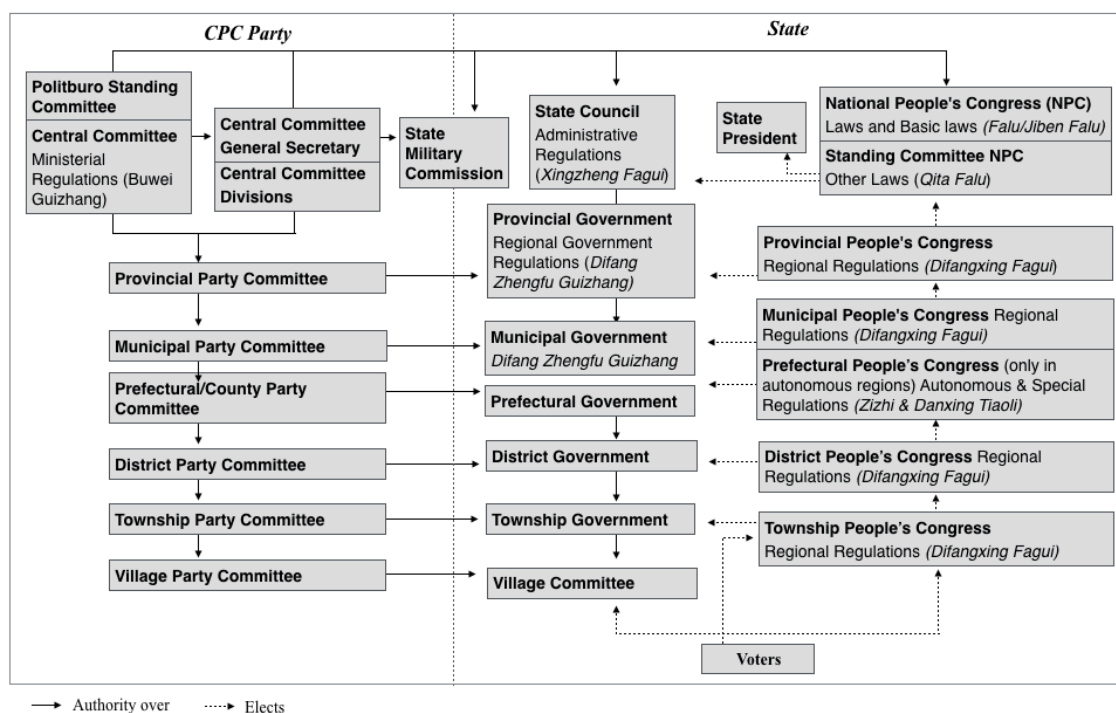 CPC Party
State
Politburo Standing
Committee
Central Committee
Ministerial
Regulations (Buwei
Guizhang)
Central Committee
General Secretary
Central Committee
Divisions
State
Military
Commission
State Council
Administrative
Regulations
(Xingzheng Fagui)
State
President
National People's Congress (NPC)
Laws and Basic laws (Falu/Jiben Falu)
Standing Committee NPC
Other Laws (Qita Falu)
Provincial Party Committee
Provincial Government
Regional Government
Regulations (Difang
Zhengfu Guizhang)
Provincial People's Congress
Regional Regulations (Difangxing Fagui)
Municipal Party Committee
Municipal Government
Difang Zhengfu Guizhang
Municipal People's Congress Regional
Regulations (Difangxing Fagui)
Prefectural/County Party
Committee
Prefectural Government
Prefectural People's Congress (only in
autonomous regions) Autonomous & Special
Regulations (Zizhi & Danxing Tiaoli)
District Party Committee
District Government
District People’s Congress Regional
Regulations (Difangxing Fagui)
Township Party Committee
Township Government
Township People’s Congress
Regional Regulations (Difangxing Fagui)
Village Party Committee
Village Committee
Voters
Authority over
Elects